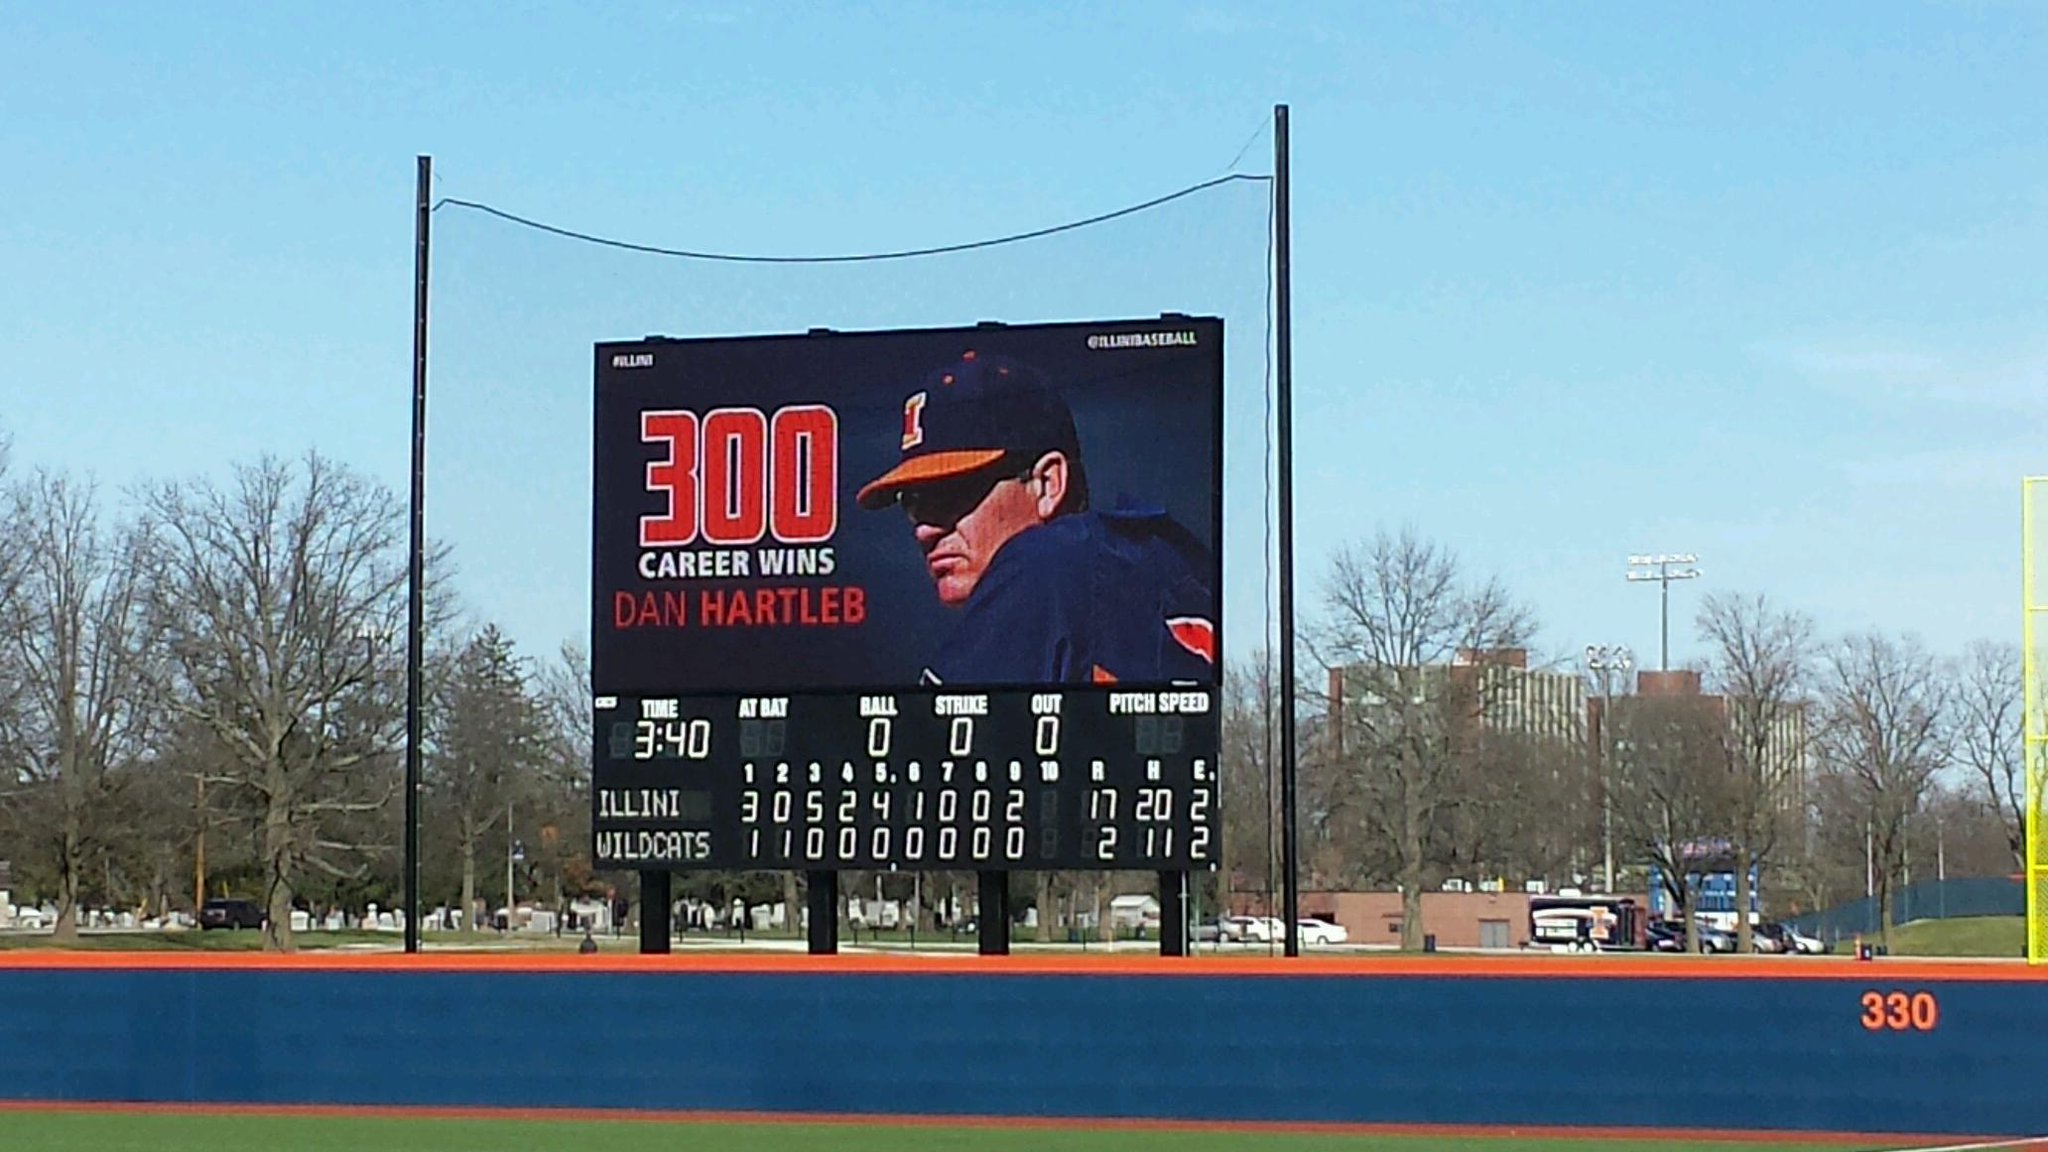 #ILLINI
@ILLINIBASEBALL
I
300
CAREER WINS
DAN HARTLEB
TIME AT BAT BALL STRIKE OUT PITCH SPEED
3:40 0 0 0
1 2 3 4 5 6 7 8 9 10 R H E
ILLINI 3 0 5 2 4 1 0 0 2 17 20 2
WILDCATS 1 1 0 0 0 0 0 0 0 2 11 2
I
330